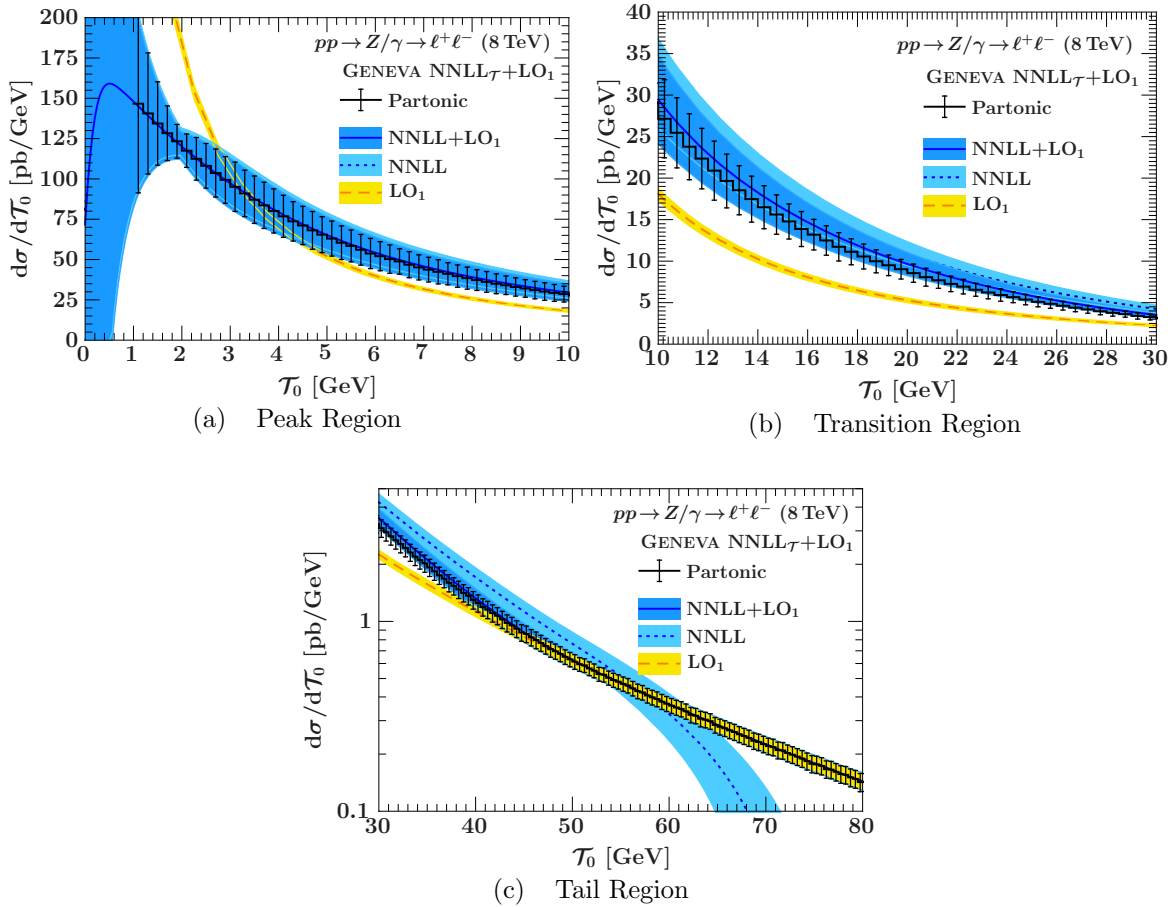 200
175
150
125
100
75
50
25
0
dσ/d𝒯₀ [pb/GeV]
pp→Z/γ→ℓ⁺ℓ⁻ (8 TeV)
GENEVA NNLL𝒯+LO₁
Partonic
NNLL+LO₁
NNLL
LO₁
0 1 2 3 4 5 6 7 8 9 10
𝒯₀ [GeV]
(a) Peak Region
40
35
30
25
20
15
10
5
0
dσ/d𝒯₀ [pb/GeV]
pp→Z/γ→ℓ⁺ℓ⁻ (8 TeV)
GENEVA NNLL𝒯+LO₁
Partonic
NNLL+LO₁
NNLL
LO₁
10 12 14 16 18 20 22 24 26 28 30
𝒯₀ [GeV]
(b) Transition Region
1
0.1
dσ/d𝒯₀ [pb/GeV]
pp→Z/γ→ℓ⁺ℓ⁻ (8 TeV)
GENEVA NNLL𝒯+LO₁
Partonic
NNLL+LO₁
NNLL
LO₁
30 40 50 60 70 80
𝒯₀ [GeV]
(c) Tail Region